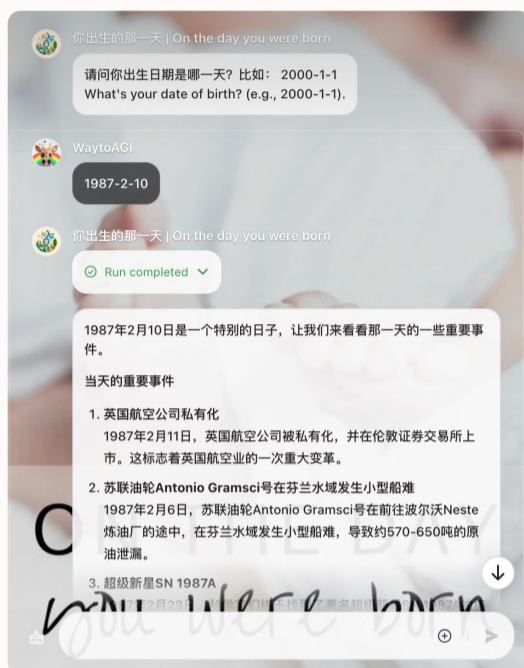 你出生的那一天 | On the day you were born
请问你出生日期是哪一天？比如： 2000-1-1
What's your date of birth? (e.g., 2000-1-1).
WaytoAGI
1987-2-10
你出生的那一天 | On the day you were born
Run completed
1987年2月10日是一个特别的日子，让我们来看看那一天的一些重要事
件。
当天的重要事件
1. 英国航空公司私有化
1987年2月11日，英国航空公司被私有化，并在伦敦证券交易所上
市。这标志着英国航空业的一次重大变革。
2. 苏联油轮Antonio Gramsci号在芬兰水域发生小型船难
1987年2月6日，苏联油轮Antonio Gramsci号在前往波尔沃Neste
炼油厂的途中，在芬兰水域发生小型船难，导致约570-650吨的原
油泄漏。
ON THE DAY
3. 超级新星SN 1987A
you were born